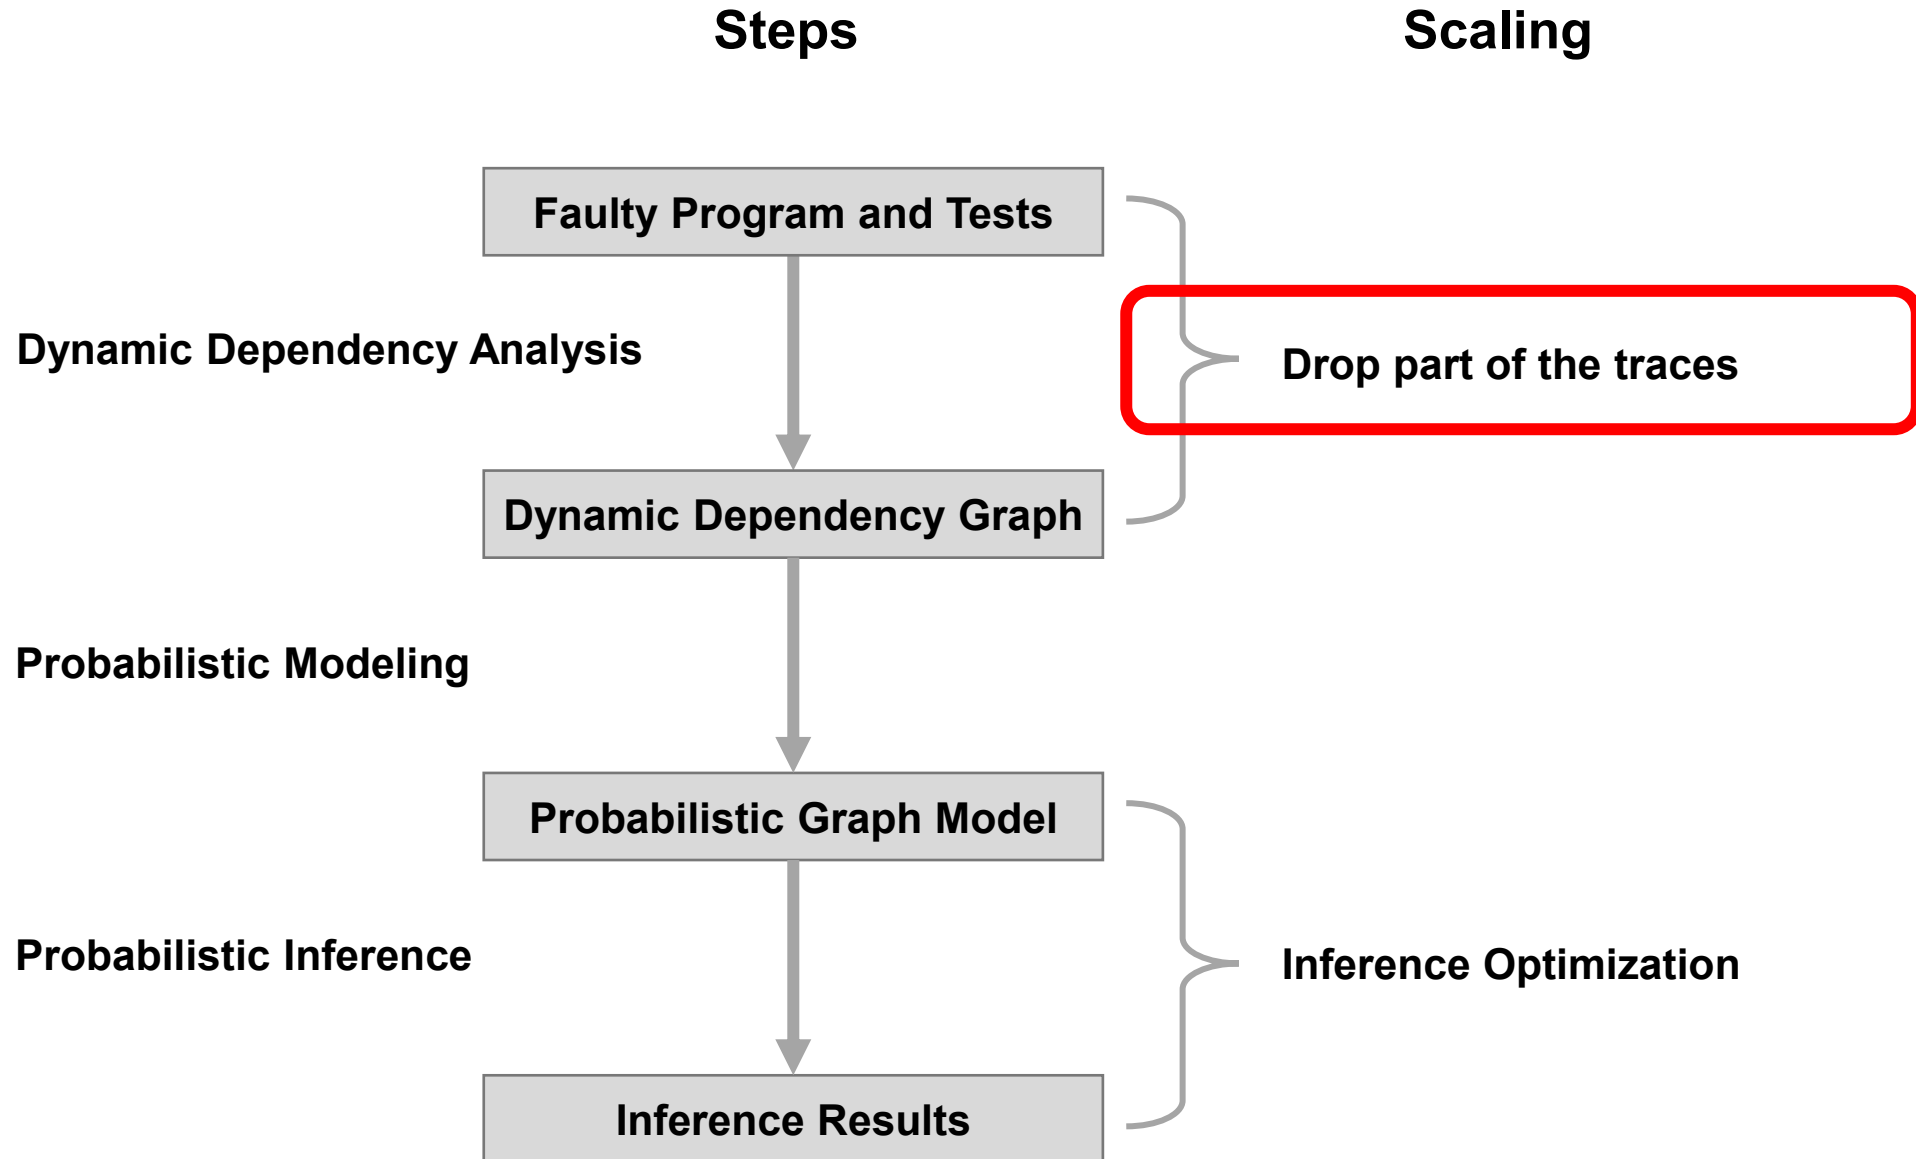 Steps
Scaling
Faulty Program and Tests
Dynamic Dependency Analysis
Drop part of the traces
Dynamic Dependency Graph
Probabilistic Modeling
Probabilistic Graph Model
Probabilistic Inference
Inference Optimization
Inference Results